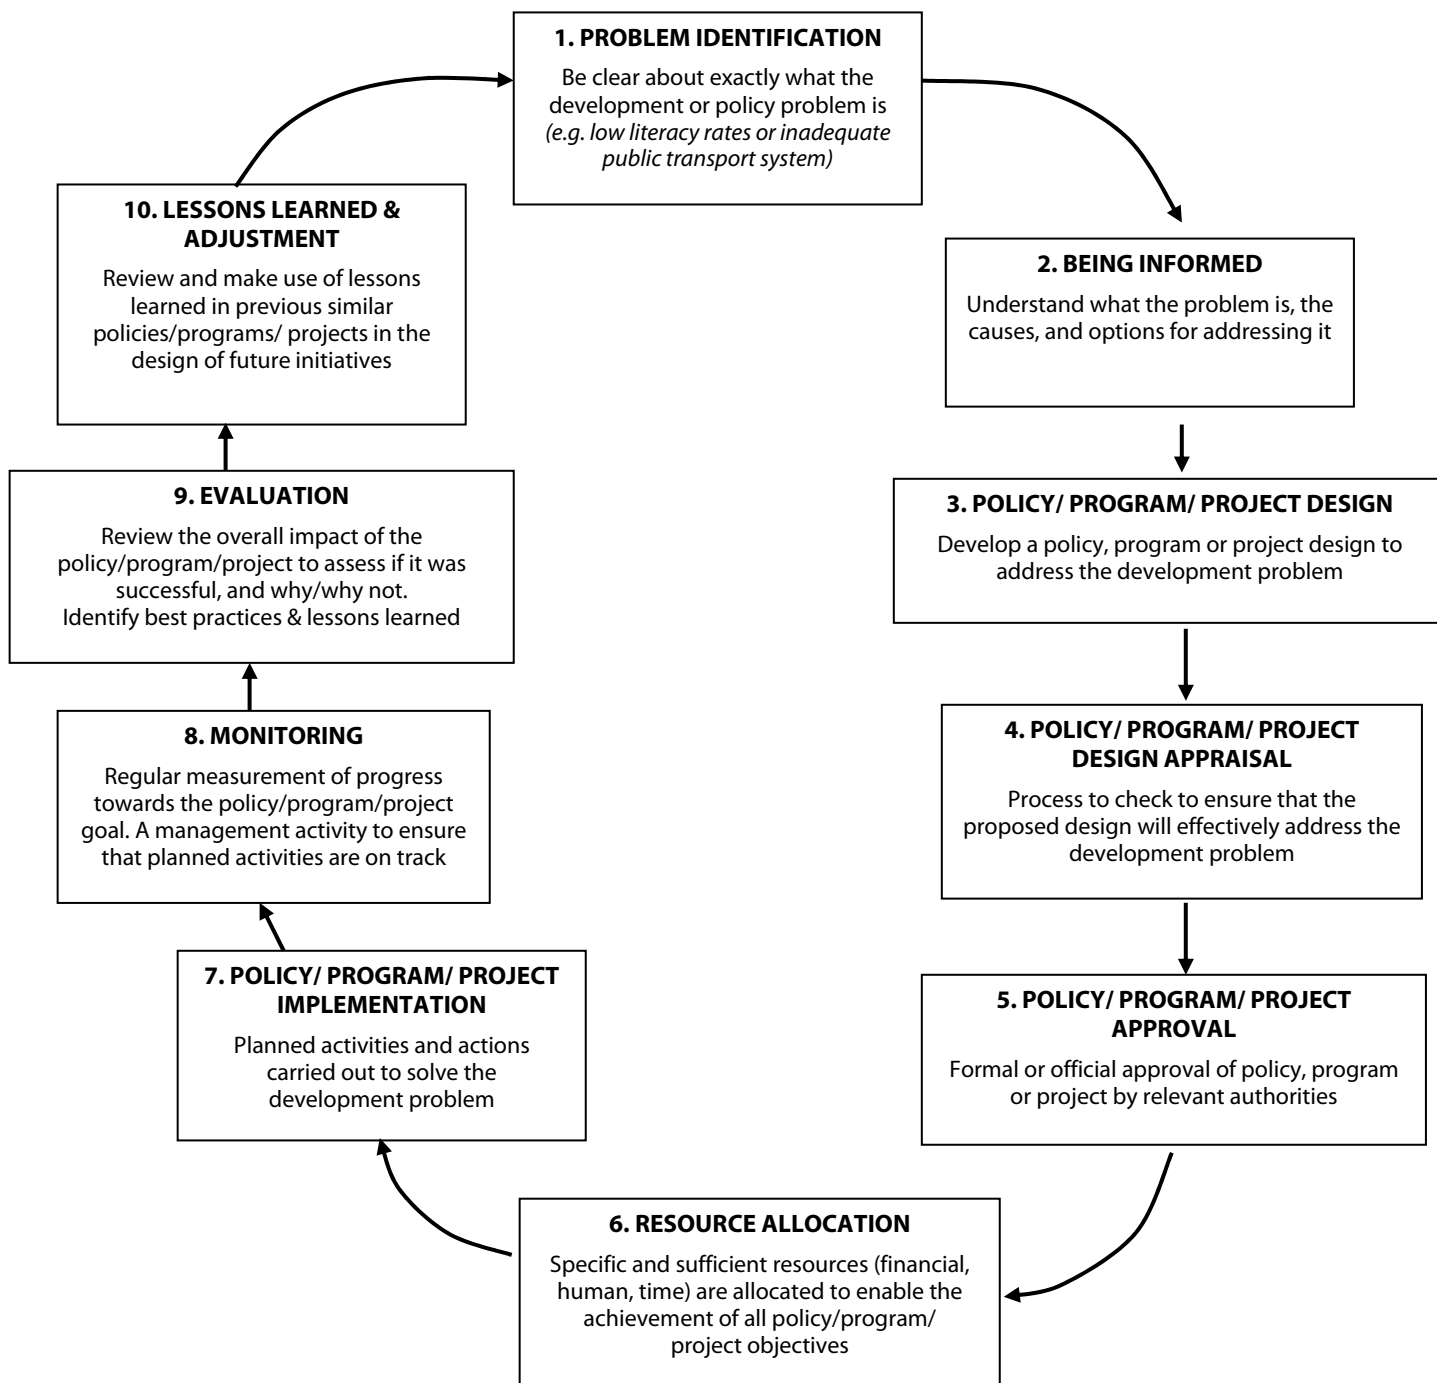 1. PROBLEM IDENTIFICATION
Be clear about exactly what the
development or policy problem is
(e.g. low literacy rates or inadequate
public transport system)
2. BEING INFORMED
Understand what the problem is, the
causes, and options for addressing it
3. POLICY/ PROGRAM/ PROJECT DESIGN
Develop a policy, program or project design to
address the development problem
4. POLICY/ PROGRAM/ PROJECT
DESIGN APPRAISAL
Process to check to ensure that the
proposed design will effectively address the
development problem
5. POLICY/ PROGRAM/ PROJECT
APPROVAL
Formal or official approval of policy, program
or project by relevant authorities
6. RESOURCE ALLOCATION
Specific and sufficient resources (financial,
human, time) are allocated to enable the
achievement of all policy/program/
project objectives
7. POLICY/ PROGRAM/ PROJECT
IMPLEMENTATION
Planned activities and actions
carried out to solve the
development problem
8. MONITORING
Regular measurement of progress
towards the policy/program/project
goal. A management activity to ensure
that planned activities are on track
9. EVALUATION
Review the overall impact of the
policy/program/project to assess if it was
successful, and why/why not.
Identify best practices & lessons learned
10. LESSONS LEARNED &
ADJUSTMENT
Review and make use of lessons
learned in previous similar
policies/programs/ projects in the
design of future initiatives